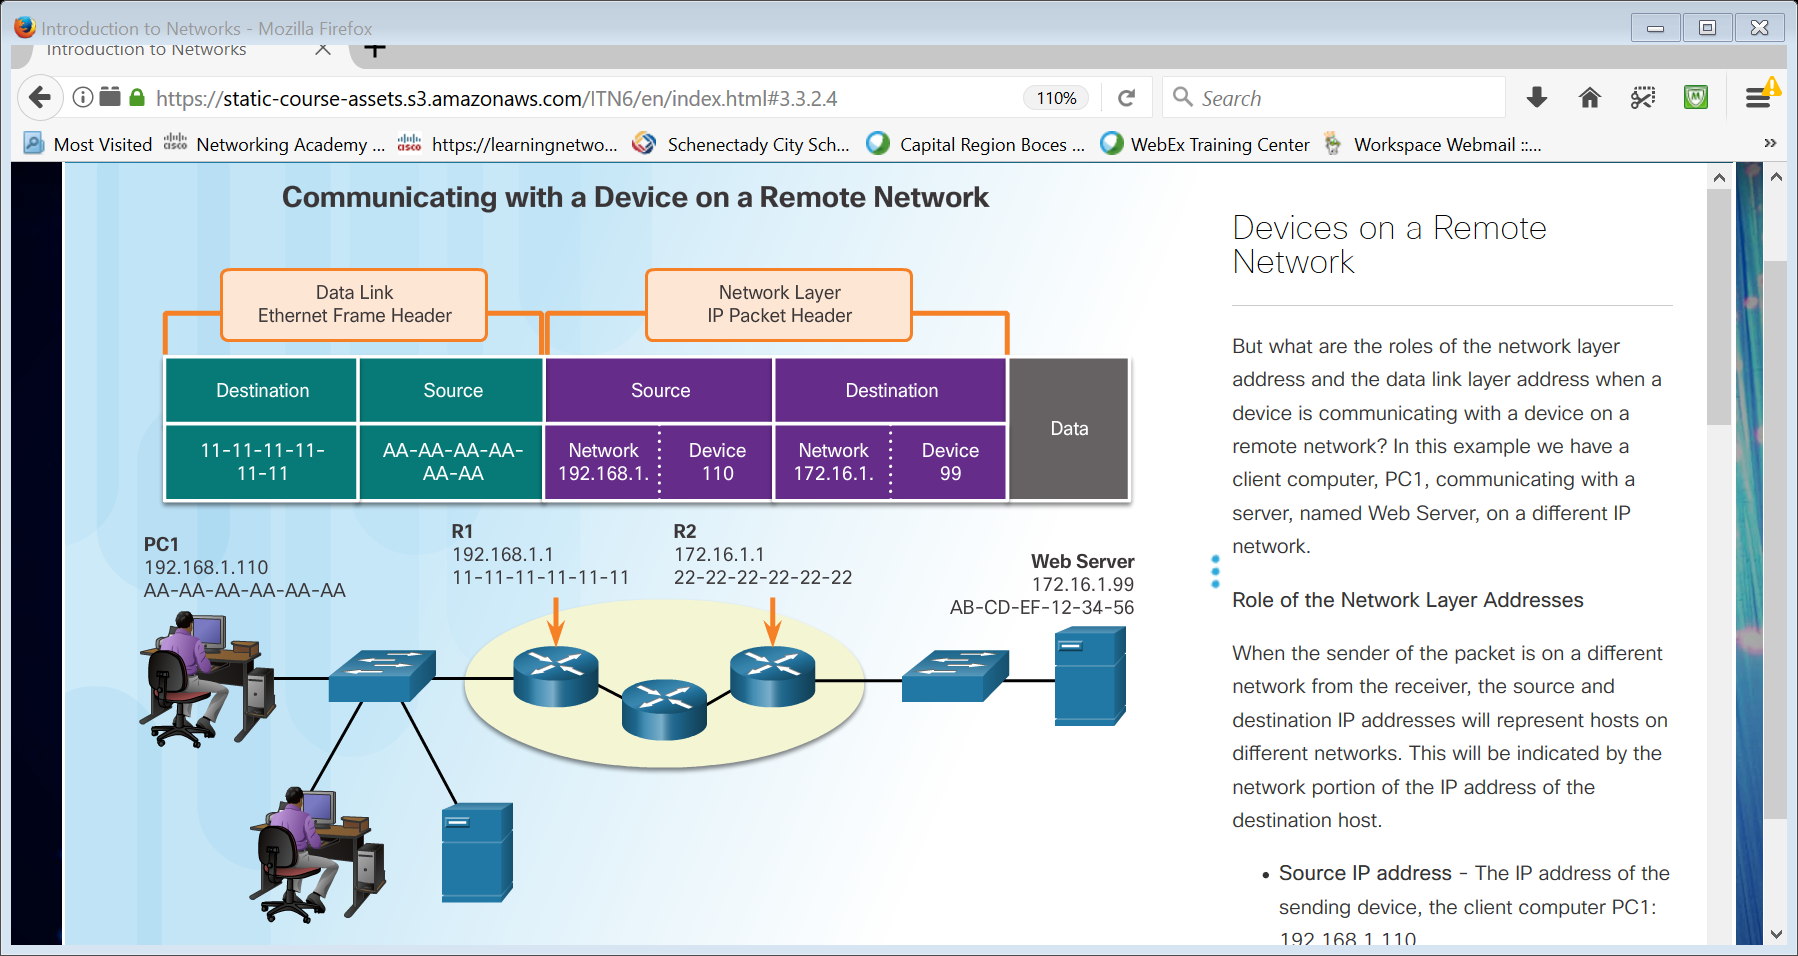 Introduction to Networks - Mozilla Firefox
Introduction to Networks
https://static-course-assets.s3.amazonaws.com/ITN6/en/index.html#3.3.2.4
110%
Search
Most Visited
Networking Academy ...
https://learningnetwo...
Schenectady City Sch...
Capital Region Boces ...
WebEx Training Center
Workspace Webmail ::...
»
Communicating with a Device on a Remote Network
Data Link
Ethernet Frame Header
Network Layer
IP Packet Header
Destination
Source
Source
Destination
Data
11-11-11-11-
11-11
AA-AA-AA-AA-
AA-AA
Network
192.168.1.
Device
110
Network
172.16.1.
Device
99
PC1
192.168.1.110
AA-AA-AA-AA-AA-AA
R1
192.168.1.1
11-11-11-11-11-11
R2
172.16.1.1
22-22-22-22-22-22
Web Server
172.16.1.99
AB-CD-EF-12-34-56
Devices on a Remote
Network
But what are the roles of the network layer
address and the data link layer address when a
device is communicating with a device on a
remote network? In this example we have a
client computer, PC1, communicating with a
server, named Web Server, on a different IP
network.
Role of the Network Layer Addresses
When the sender of the packet is on a different
network from the receiver, the source and
destination IP addresses will represent hosts on
different networks. This will be indicated by the
network portion of the IP address of the
destination host.
• Source IP address - The IP address of the
sending device, the client computer PC1:
192.168.1.110